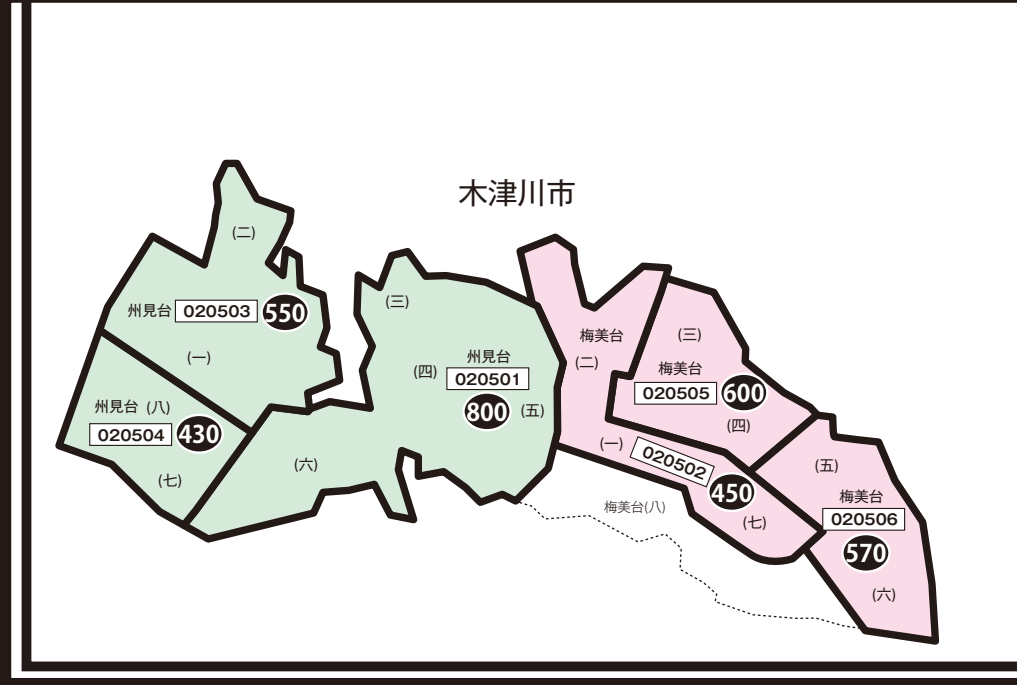 木津川市
(二)
州見台 020503 550
(一)
州見台 (八)
020504 430
(七)
(三)
(四)
州見台
020501
800
(五)
(六)
梅美台
(二)
(一)
020502
450
(七)
(三)
梅美台
020505 600
(四)
(五)
梅美台
020506
570
(六)
梅美台(八)